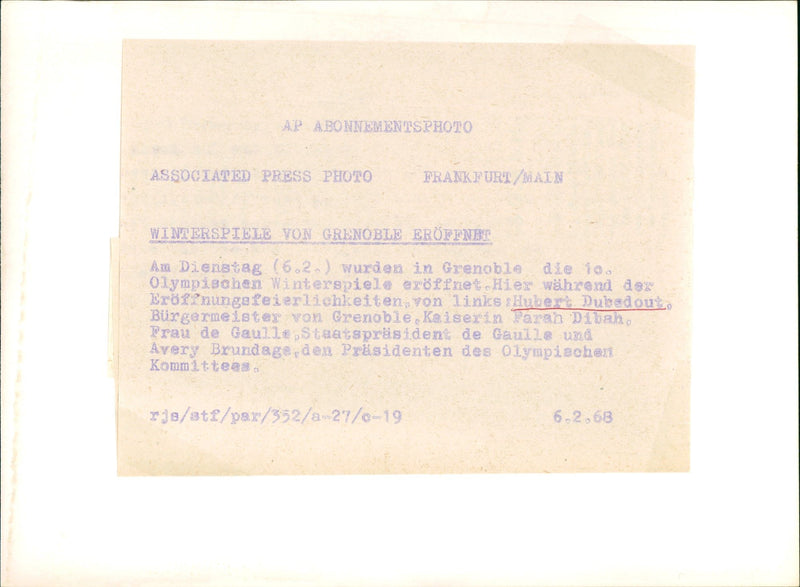 AP ABONNEMENTSPHOTO
ASSOCIATED PRESS PHOTO FRANKFURT/MAIN
WINTERSPIELE VON GRENOBLE ERÖFFNET
Am Dienstag (6.2.) wurden in Grenoble die 10.
Olympischen Winterspiele eröffnet.Hier während der
Eröffnungsfeierlichkeiten,von links:Hubert Dubedout,
Bürgermeister von Grenoble,Kaiserin Farah Dibah,
Frau de Gaulle,Staatspräsident de Gaulle und
Avery Brundage,den Präsidenten des Olympischen
Kommittees.
rjs/stf/par/352/a-27/c-19 6.2.68